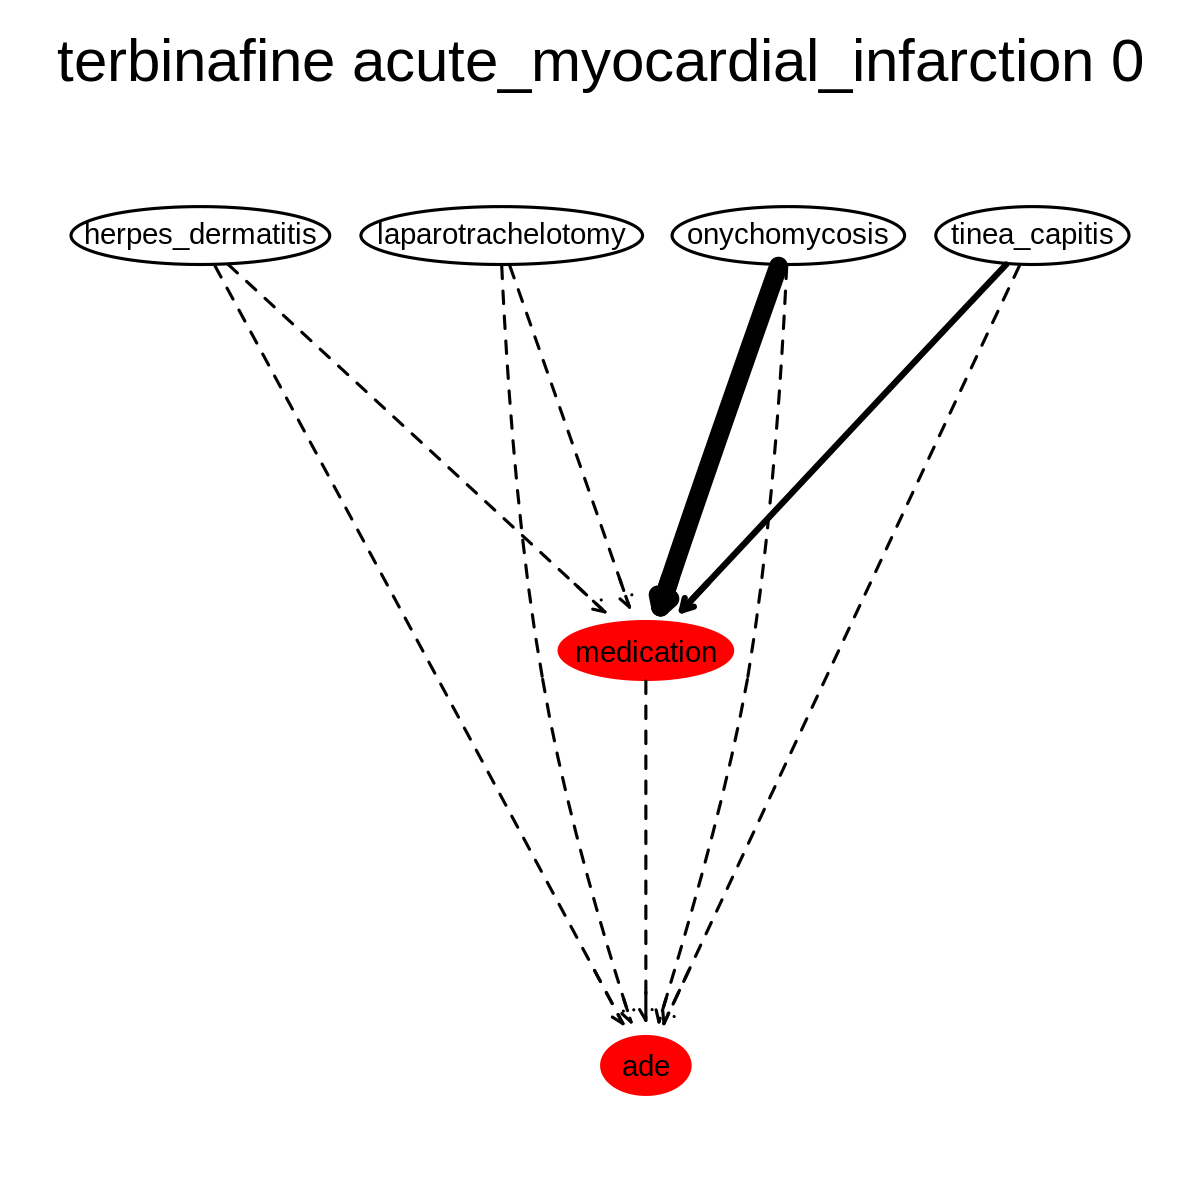 terbinafine acute_myocardial_infarction 0
herpes_dermatitis laparotrachelotomy onychomycosis tinea_capitis
medication
ade